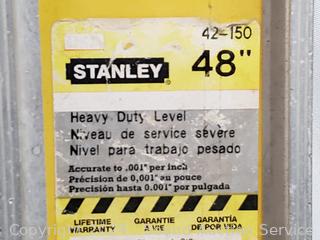 42-150
STANLEY 48"
Heavy Duty Level
Niveau de service sévère
Nivel para trabajo pesado
Accurate to .001" per inch
Précision de 0,001" au pouce
Precisión hasta 0.001" por pulgada
LIFETIME WARRANTY
GARANTIE A VIE
GARANTÍA DE POR VIDA